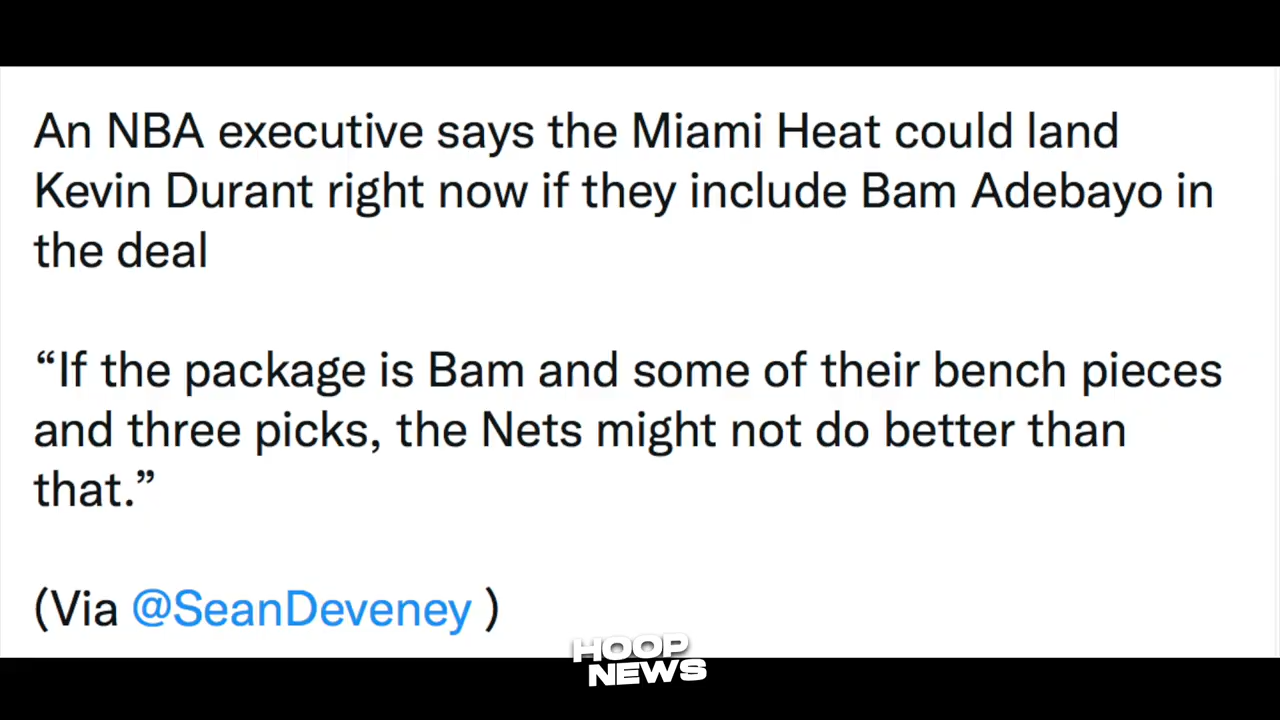 An NBA executive says the Miami Heat could land
Kevin Durant right now if they include Bam Adebayo in
the deal
“If the package is Bam and some of their bench pieces
and three picks, the Nets might not do better than
that.”
(Via @SeanDeveney )
HOOP
NEWS